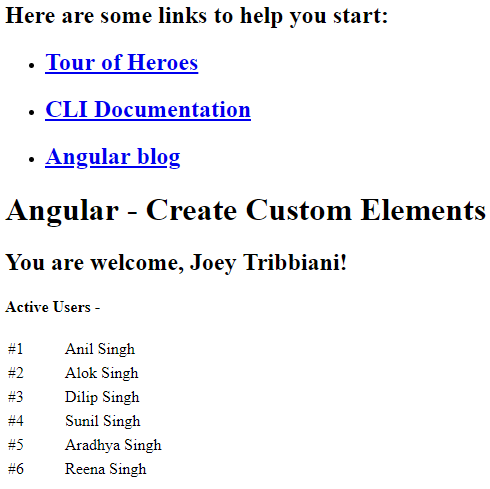 Here are some links to help you start:
Tour of Heroes
CLI Documentation
Angular blog
Angular - Create Custom Elements
You are welcome, Joey Tribbiani!
Active Users -
#1 Anil Singh
#2 Alok Singh
#3 Dilip Singh
#4 Sunil Singh
#5 Aradhya Singh
#6 Reena Singh